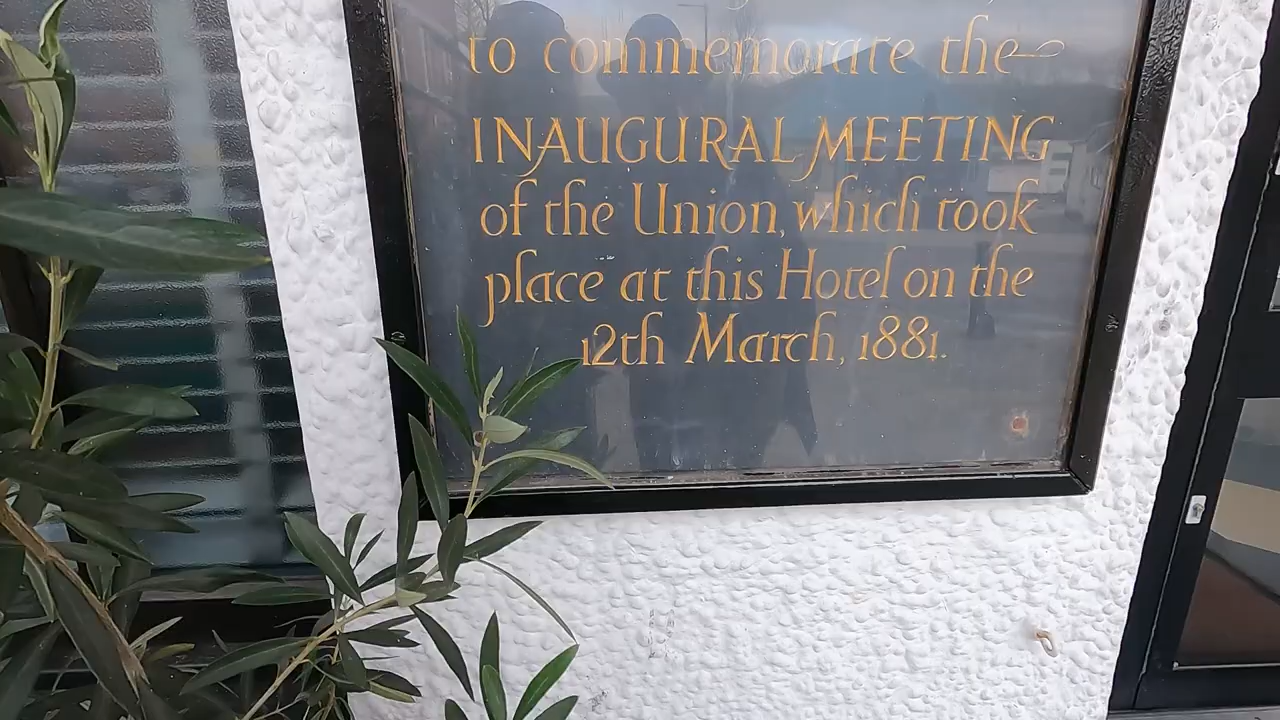 to commemorate the
INAUGURAL MEETING
of the Union, which took
place at this Hotel on the
12th March, 1881.